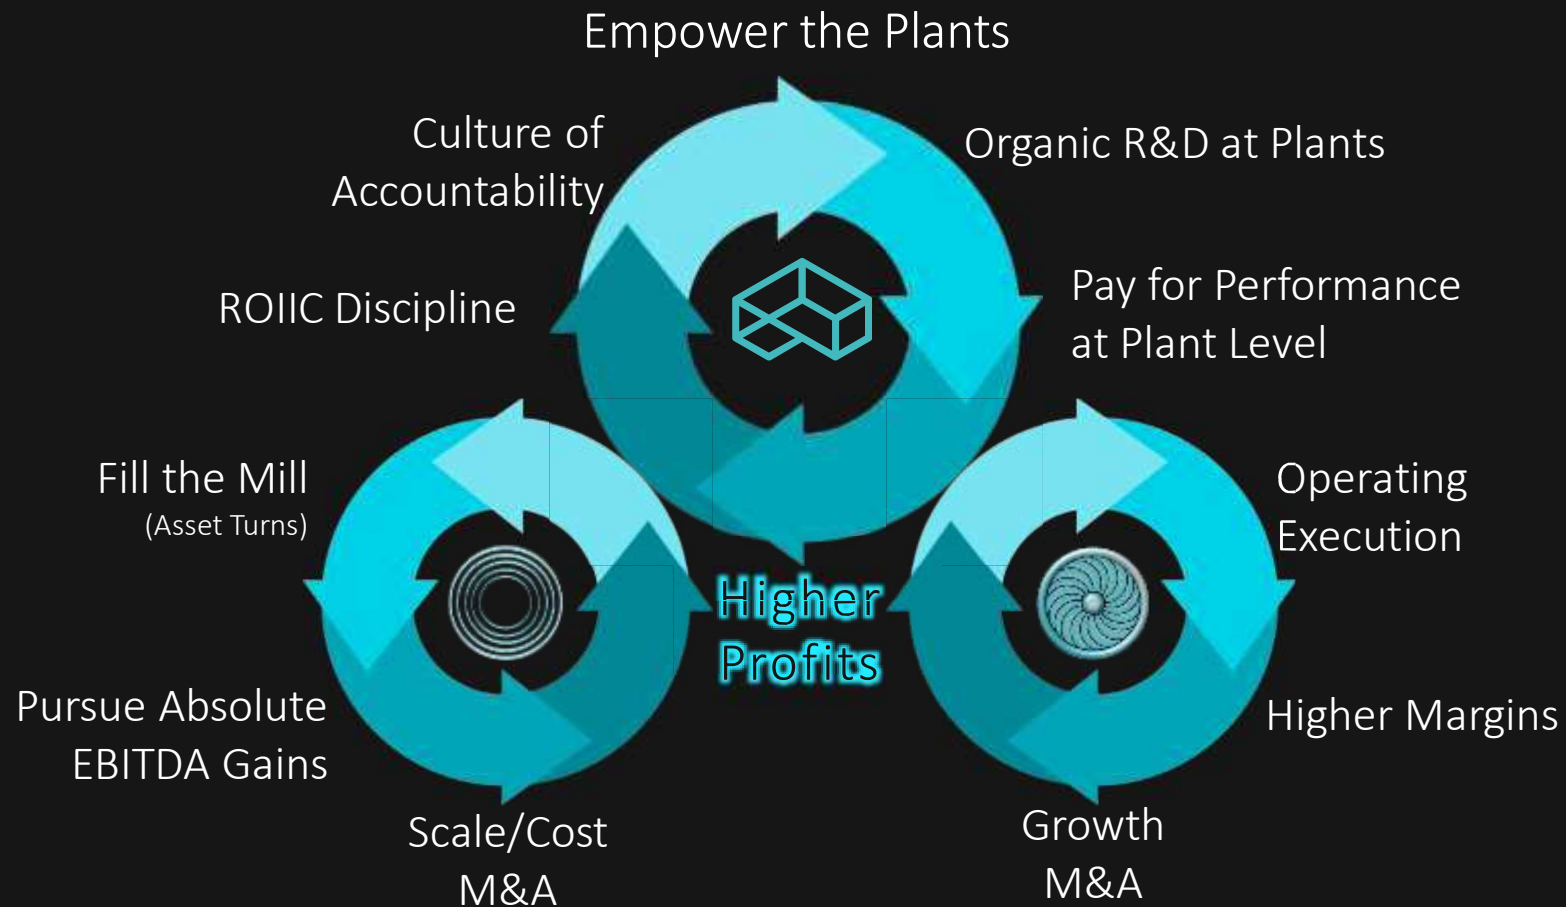 Empower the Plants
Culture of
Accountability
Organic R&D at Plants
ROIIC Discipline
Pay for Performance
at Plant Level
Fill the Mill
(Asset Turns)
Operating
Execution
Higher
Profits
Pursue Absolute
EBITDA Gains
Higher Margins
Scale/Cost
M&A
Growth
M&A